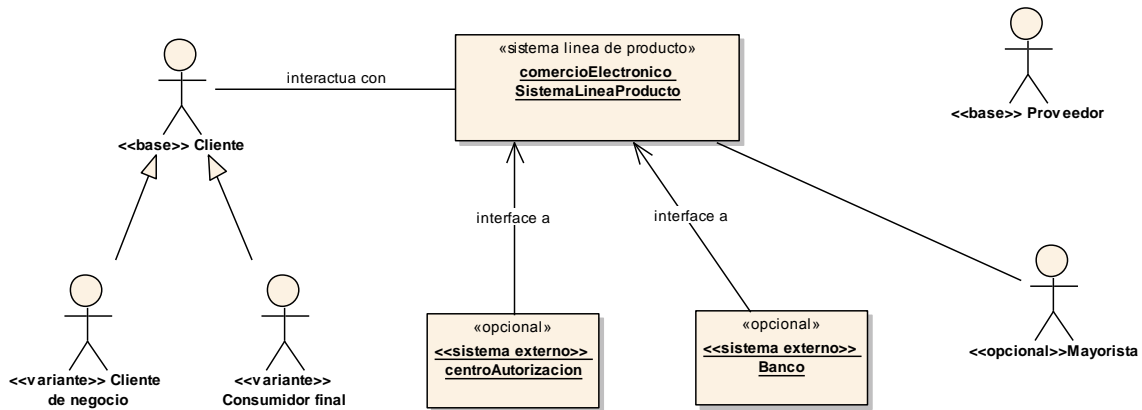 «sistema linea de producto»
comercioElectronico
SistemaLineaProducto
interactua con
<<base>> Cliente
<<base>> Proveedor
interface a
interface a
<<variante>> Cliente
de negocio
<<variante>>
Consumidor final
«opcional»
<<sistema externo>>
centroAutorizacion
«opcional»
<<sistema externo>>
Banco
<<opcional>>Mayorista